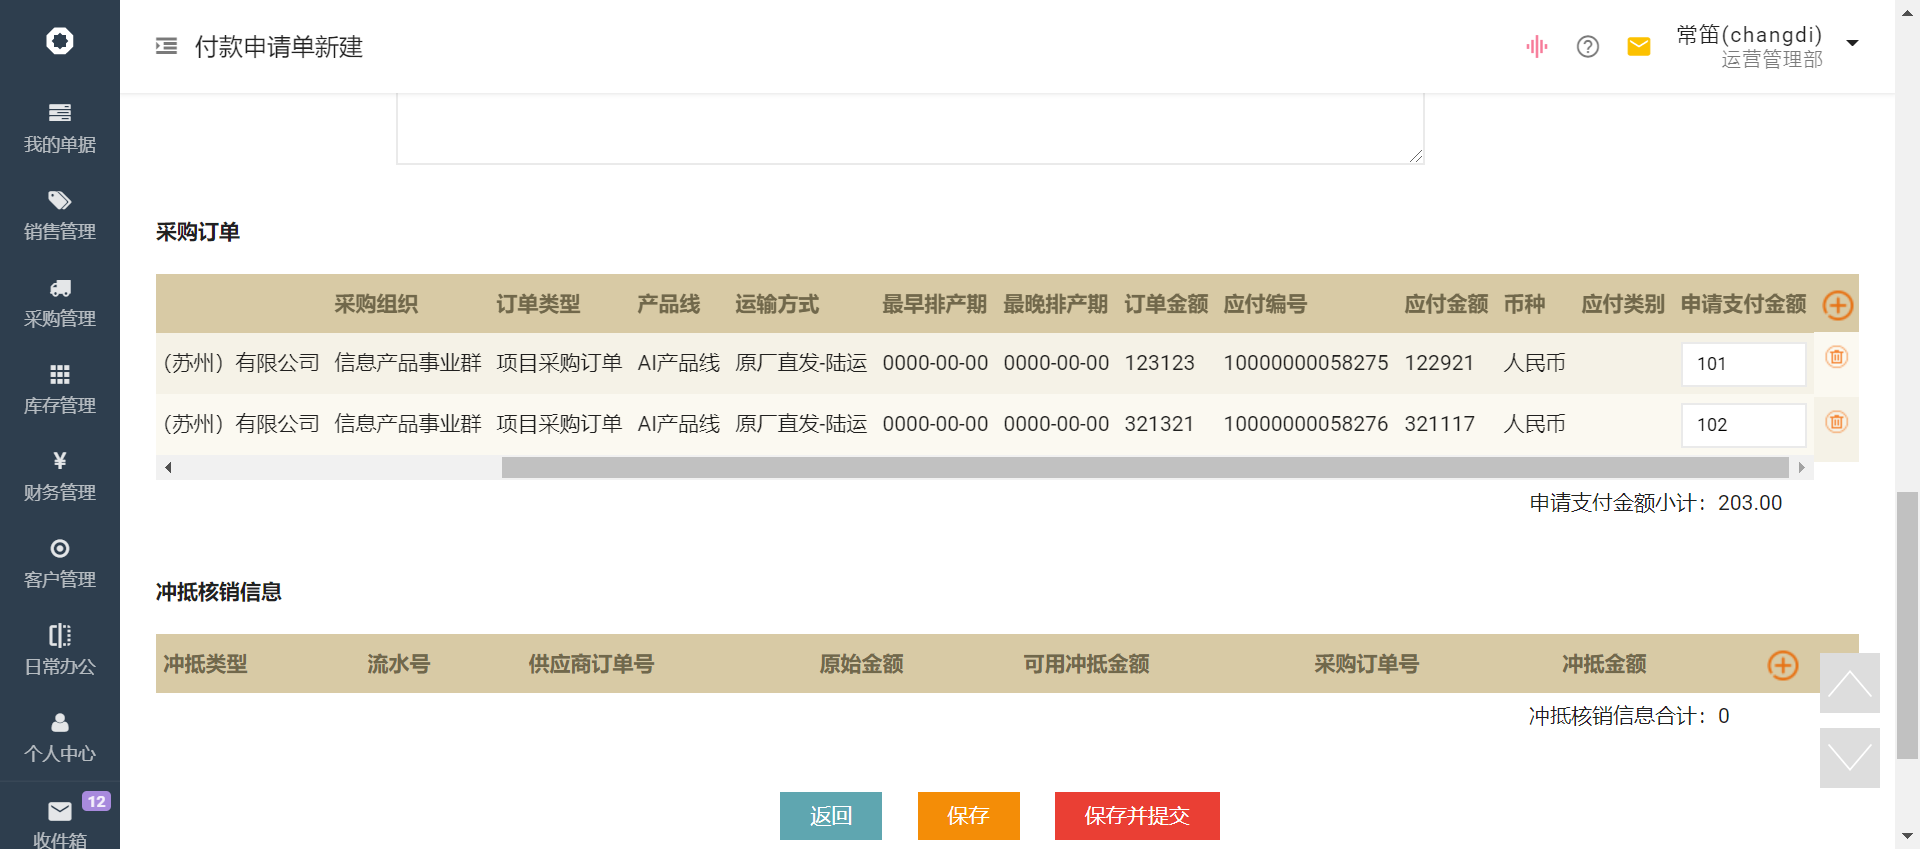 付款申请单新建
常笛(changdi)
运营管理部
我的单据
销售管理
采购管理
库存管理
¥
财务管理
客户管理
日常办公
个人中心
12
收件箱
采购订单
采购组织 订单类型 产品线 运输方式 最早排产期 最晚排产期 订单金额 应付编号 应付金额 币种 应付类别 申请支付金额
（苏州）有限公司 信息产品事业群 项目采购订单 AI产品线 原厂直发-陆运 0000-00-00 0000-00-00 123123 10000000058275 122921 人民币 101
（苏州）有限公司 信息产品事业群 项目采购订单 AI产品线 原厂直发-陆运 0000-00-00 0000-00-00 321321 10000000058276 321117 人民币 102
申请支付金额小计：203.00
冲抵核销信息
冲抵类型 流水号 供应商订单号 原始金额 可用冲抵金额 采购订单号 冲抵金额
冲抵核销信息合计：0
返回 保存 保存并提交